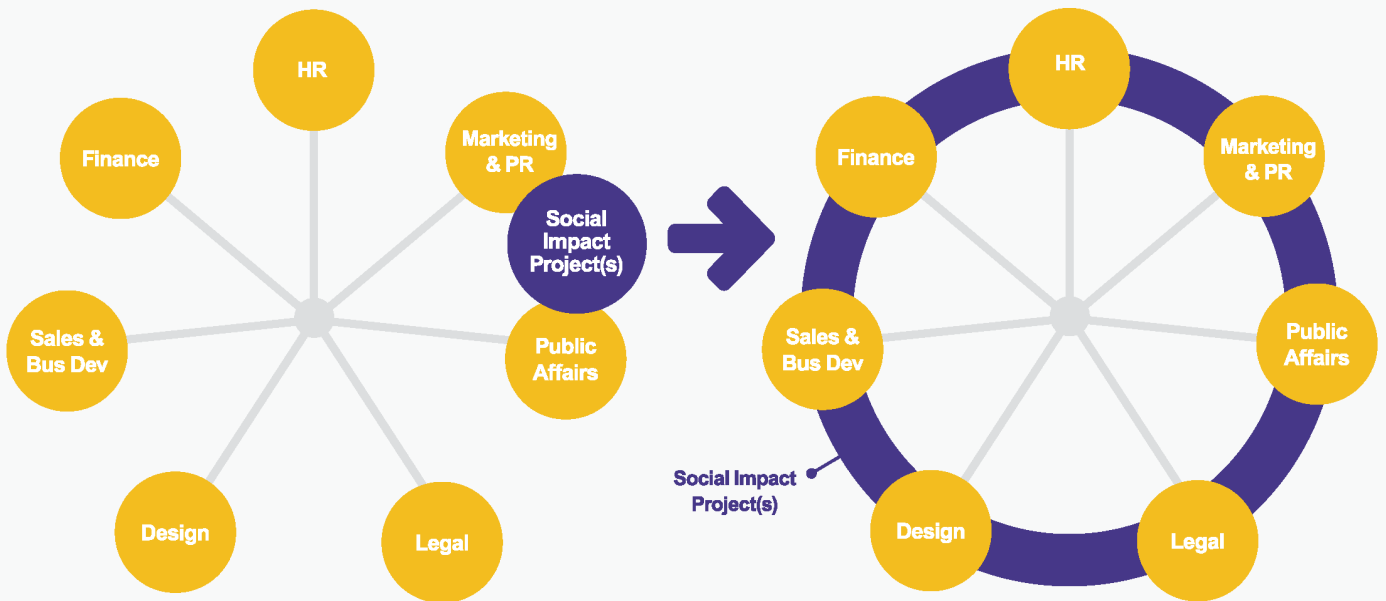 HR
Finance
Marketing
& PR
Social
Impact
Project(s)
Sales &
Bus Dev
Public
Affairs
Design
Legal
HR
Finance
Marketing
& PR
Sales &
Bus Dev
Public
Affairs
Social Impact
Project(s)
Design
Legal